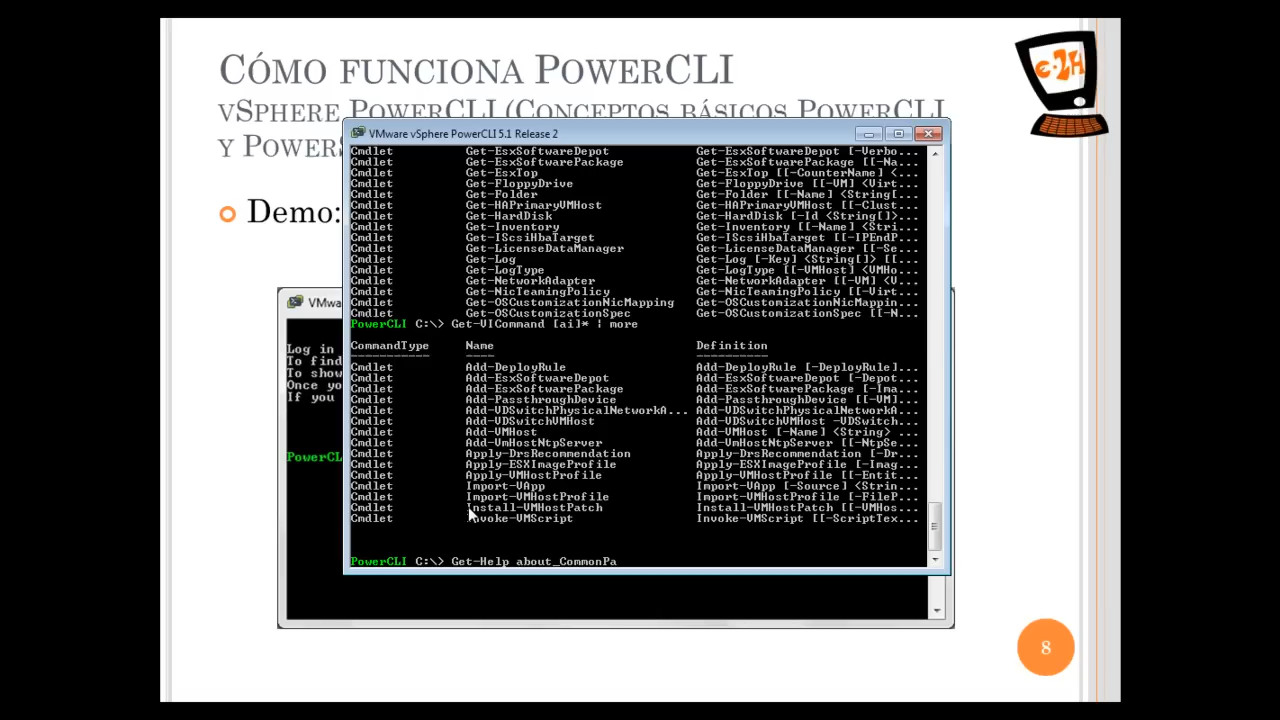 CÓMO FUNCIONA POWERCLI
VSPHERE POWERCLI (CONCEPTOS BÁSICOS POWERCLI
Y POWERS
e-2H
Demo:
VMware vSphere PowerCLI 5.1 Release 2
Cmdlet Get-EsxSoftwareDepot Get-EsxSoftwareDepot [-Verbo...
Cmdlet Get-EsxSoftwarePackage Get-EsxSoftwarePackage [[-Na...
Cmdlet Get-EsxTop Get-EsxTop [[-CounterName] <...
Cmdlet Get-FloppyDrive Get-FloppyDrive [[-VM] <Virt...
Cmdlet Get-Folder Get-Folder [[-Name] <String[...
Cmdlet Get-HAPrimaryVMHost Get-HAPrimaryVMHost [[-Clust...
Cmdlet Get-HardDisk Get-HardDisk [-Id <String[]>...
Cmdlet Get-Inventory Get-Inventory [[-Name] <Stri...
Cmdlet Get-IScsiHbaTarget Get-IScsiHbaTarget [[-IPEndP...
Cmdlet Get-LicenseDataManager Get-LicenseDataManager [[-Se...
Cmdlet Get-Log Get-Log [-Key] <String[]> [[...
Cmdlet Get-LogType Get-LogType [[-VMHost] <VMHo...
Cmdlet Get-NetworkAdapter Get-NetworkAdapter [[-VM] <V...
Cmdlet Get-NicTeamingPolicy Get-NicTeamingPolicy [[-Virt...
Cmdlet Get-OSCustomizationNicMapping Get-OSCustomizationNicMappin...
Cmdlet Get-OSCustomizationSpec Get-OSCustomizationSpec [[-N...
PowerCLI C:\> Get-VICommand [ai]* | more
CommandType Name Definition
----------- ---- ----------
Cmdlet Add-DeployRule Add-DeployRule [-DeployRule]...
Cmdlet Add-EsxSoftwareDepot Add-EsxSoftwareDepot [-Depot...
Cmdlet Add-EsxSoftwarePackage Add-EsxSoftwarePackage [-Ima...
Cmdlet Add-PassthroughDevice Add-PassthroughDevice [[-VM]...
Cmdlet Add-VDSwitchPhysicalNetworkA... Add-VDSwitchPhysicalNetworkA...
Cmdlet Add-VDSwitchVMHost Add-VDSwitchVMHost -VDSwitch...
Cmdlet Add-VMHost Add-VMHost [-Name] <String> ...
Cmdlet Add-VmHostNtpServer Add-VmHostNtpServer [[-NtpSe...
Cmdlet Apply-DrsRecommendation Apply-DrsRecommendation [-Dr...
Cmdlet Apply-ESXImageProfile Apply-ESXImageProfile [-Imag...
Cmdlet Apply-VMHostProfile Apply-VMHostProfile [[-Entit...
Cmdlet Import-VApp Import-VApp [-Source] <Strin...
Cmdlet Import-VMHostProfile Import-VMHostProfile [-FileP...
Cmdlet Install-VMHostPatch Install-VMHostPatch [[-VMHos...
Cmdlet Invoke-VMScript Invoke-VMScript [[-ScriptTex...
PowerCLI C:\> Get-Help about_CommonPa
VMwa
Log in
To find
To show
Once yo
If you
PowerCL
8